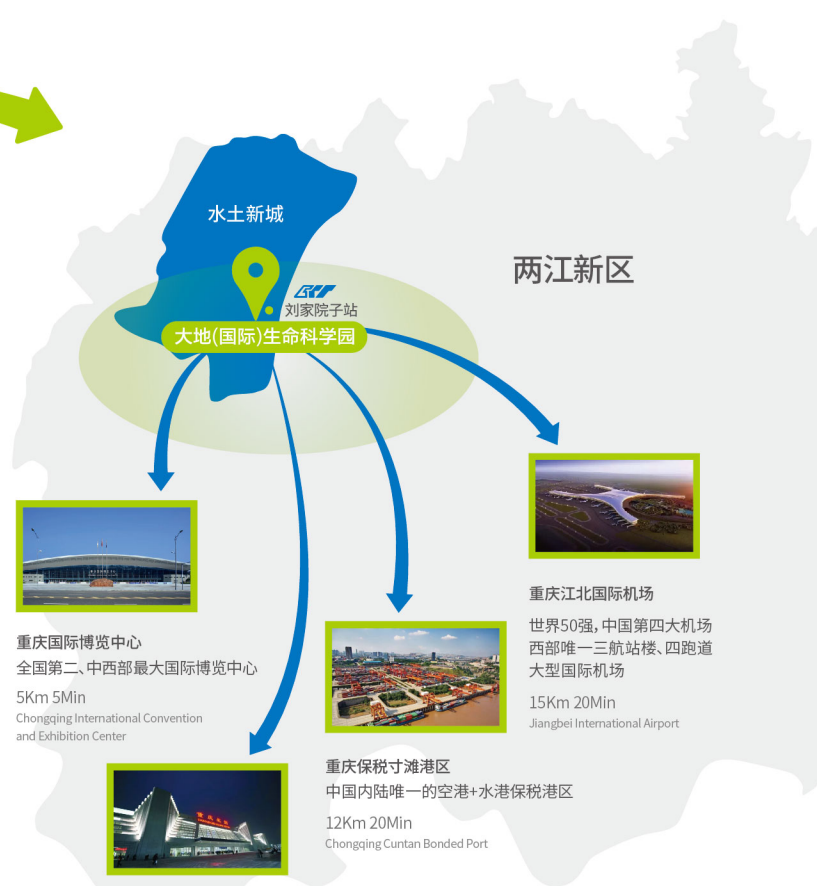 水土新城
两江新区
刘家院子站
大地(国际)生命科学园
重庆江北国际机场
世界50强，中国第四大机场
西部唯一三航站楼、四跑道
大型国际机场
15Km 20Min
Jiangbei International Airport
重庆国际博览中心
全国第二、中西部最大国际博览中心
5Km 5Min
Chongqing International Convention
and Exhibition Center
重庆保税寸滩港区
中国内陆唯一的空港+水港保税港区
12Km 20Min
Chongqing Cuntan Bonded Port